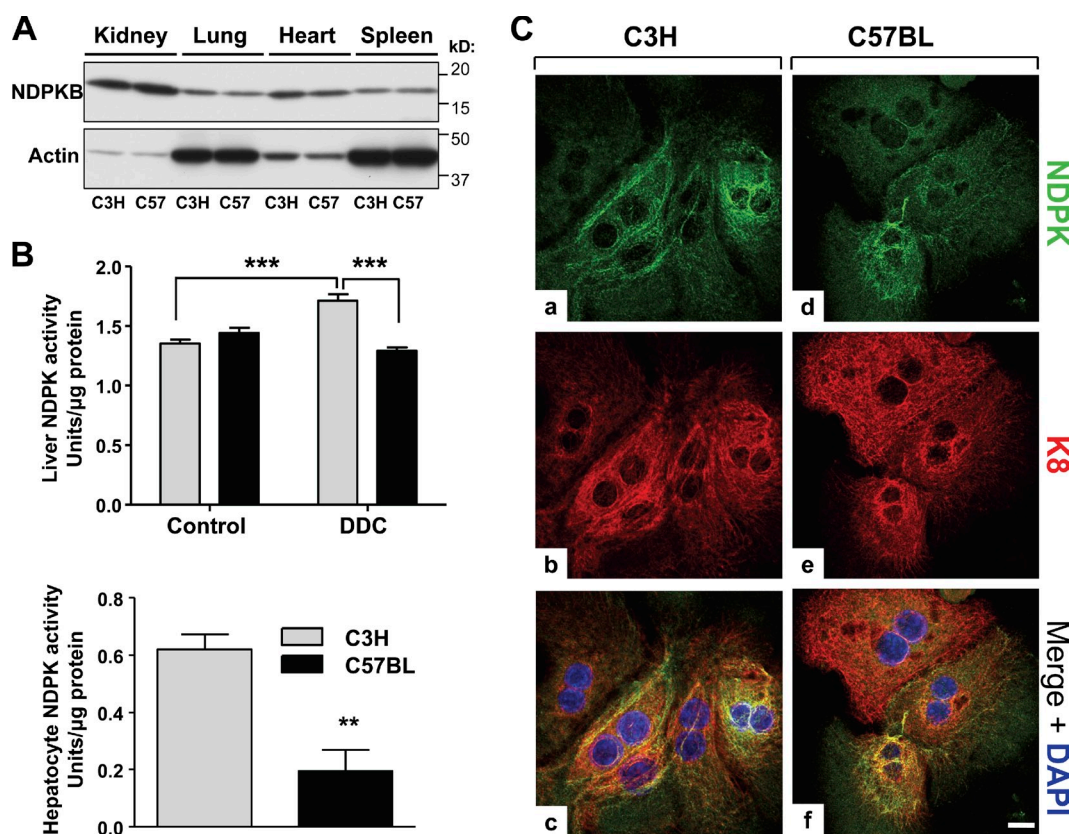 A
Kidney Lung Heart Spleen
kD:
NDPKB
20
15
Actin
50
37
C3H C57 C3H C57 C3H C57 C3H C57
B
Liver NDPK activity
Units/µg protein
2.0
1.5
1.0
0.5
0.0
*** ***
Control DDC
Hepatocyte NDPK activity
Units/µg protein
0.8
0.6
0.4
0.2
0.0
C3H
C57BL
**
C
C3H C57BL
a d NDPK
b e K8
c f Merge + DAPI